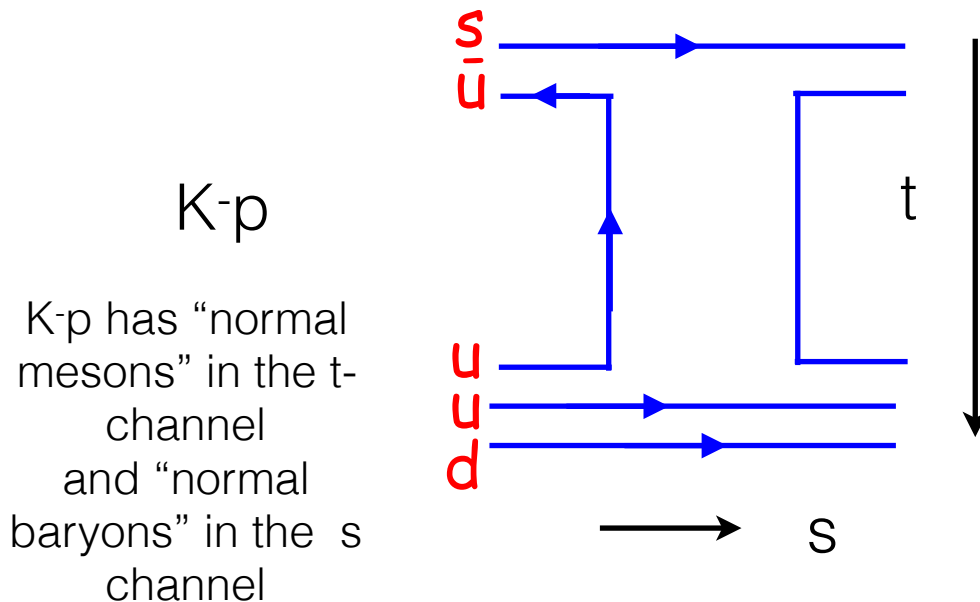 s
ū
t
K-p
K-p has “normal
mesons” in the t-
channel
and “normal
baryons” in the s
channel
u
u
d
s